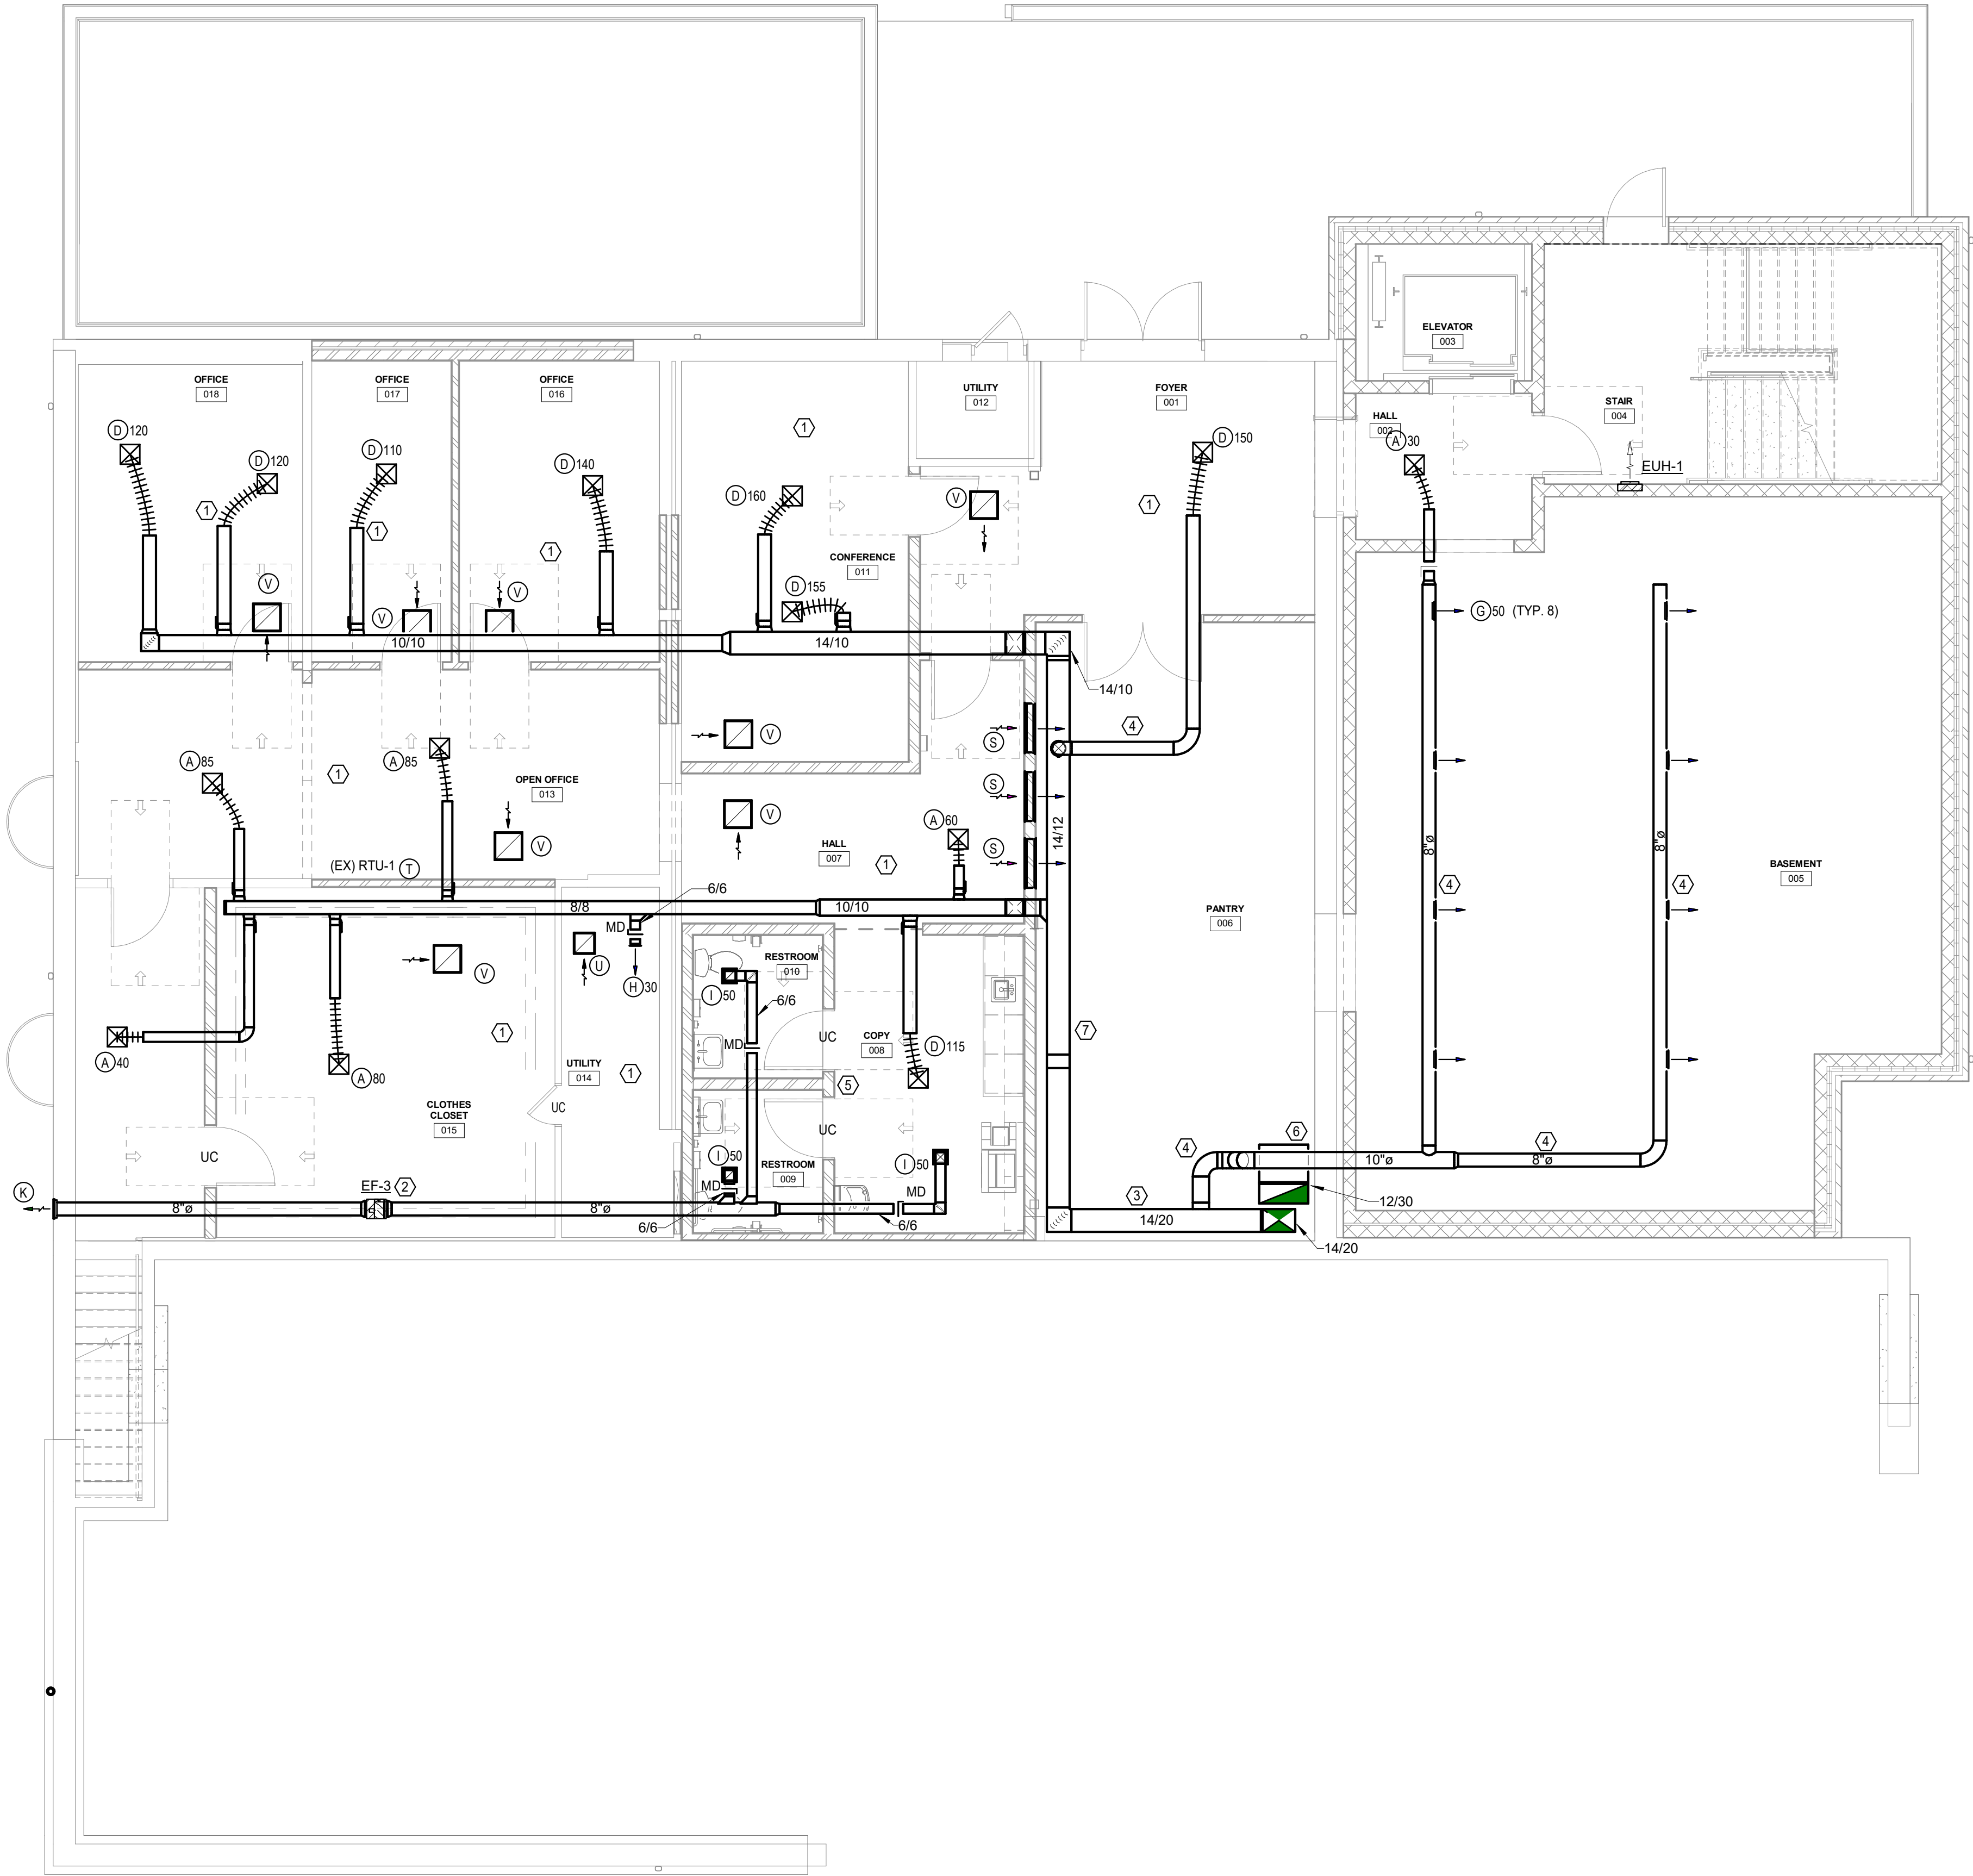 ELEVATOR
003
OFFICE
018
OFFICE
017
OFFICE
016
UTILITY
012
FOYER
001
HALL
002
STAIR
004
D 120
D 120
D 110
D 140
1
D 150
A 30
EUH-1
D 160
V
1
1
1
1
CONFERENCE
011
D 155
V
V
V
G 50 (TYP. 8)
10/10
14/10
14/10
4
V
S
A 85
A 85
1
OPEN OFFICE
013
S
V
V
HALL
007
A 60
1
S
14/12
8"ø
8"ø
(EX) RTU-1 T
BASEMENT
005
4
4
6/6
8/8
10/10
PANTRY
006
MD
V
U
H 30
RESTROOM
010
I 50
6/6
1
7
UC
COPY
008
MD
D 115
A 40
A 80
UTILITY
014
1
5
CLOTHES
CLOSET
015
UC
UC
UC
I 50
RESTROOM
009
I 50
4
6
10"ø
4
8"ø
MD
MD
K
EF-3 2
8"ø
8"ø
6/6
6/6
3
14/20
12/30
14/20